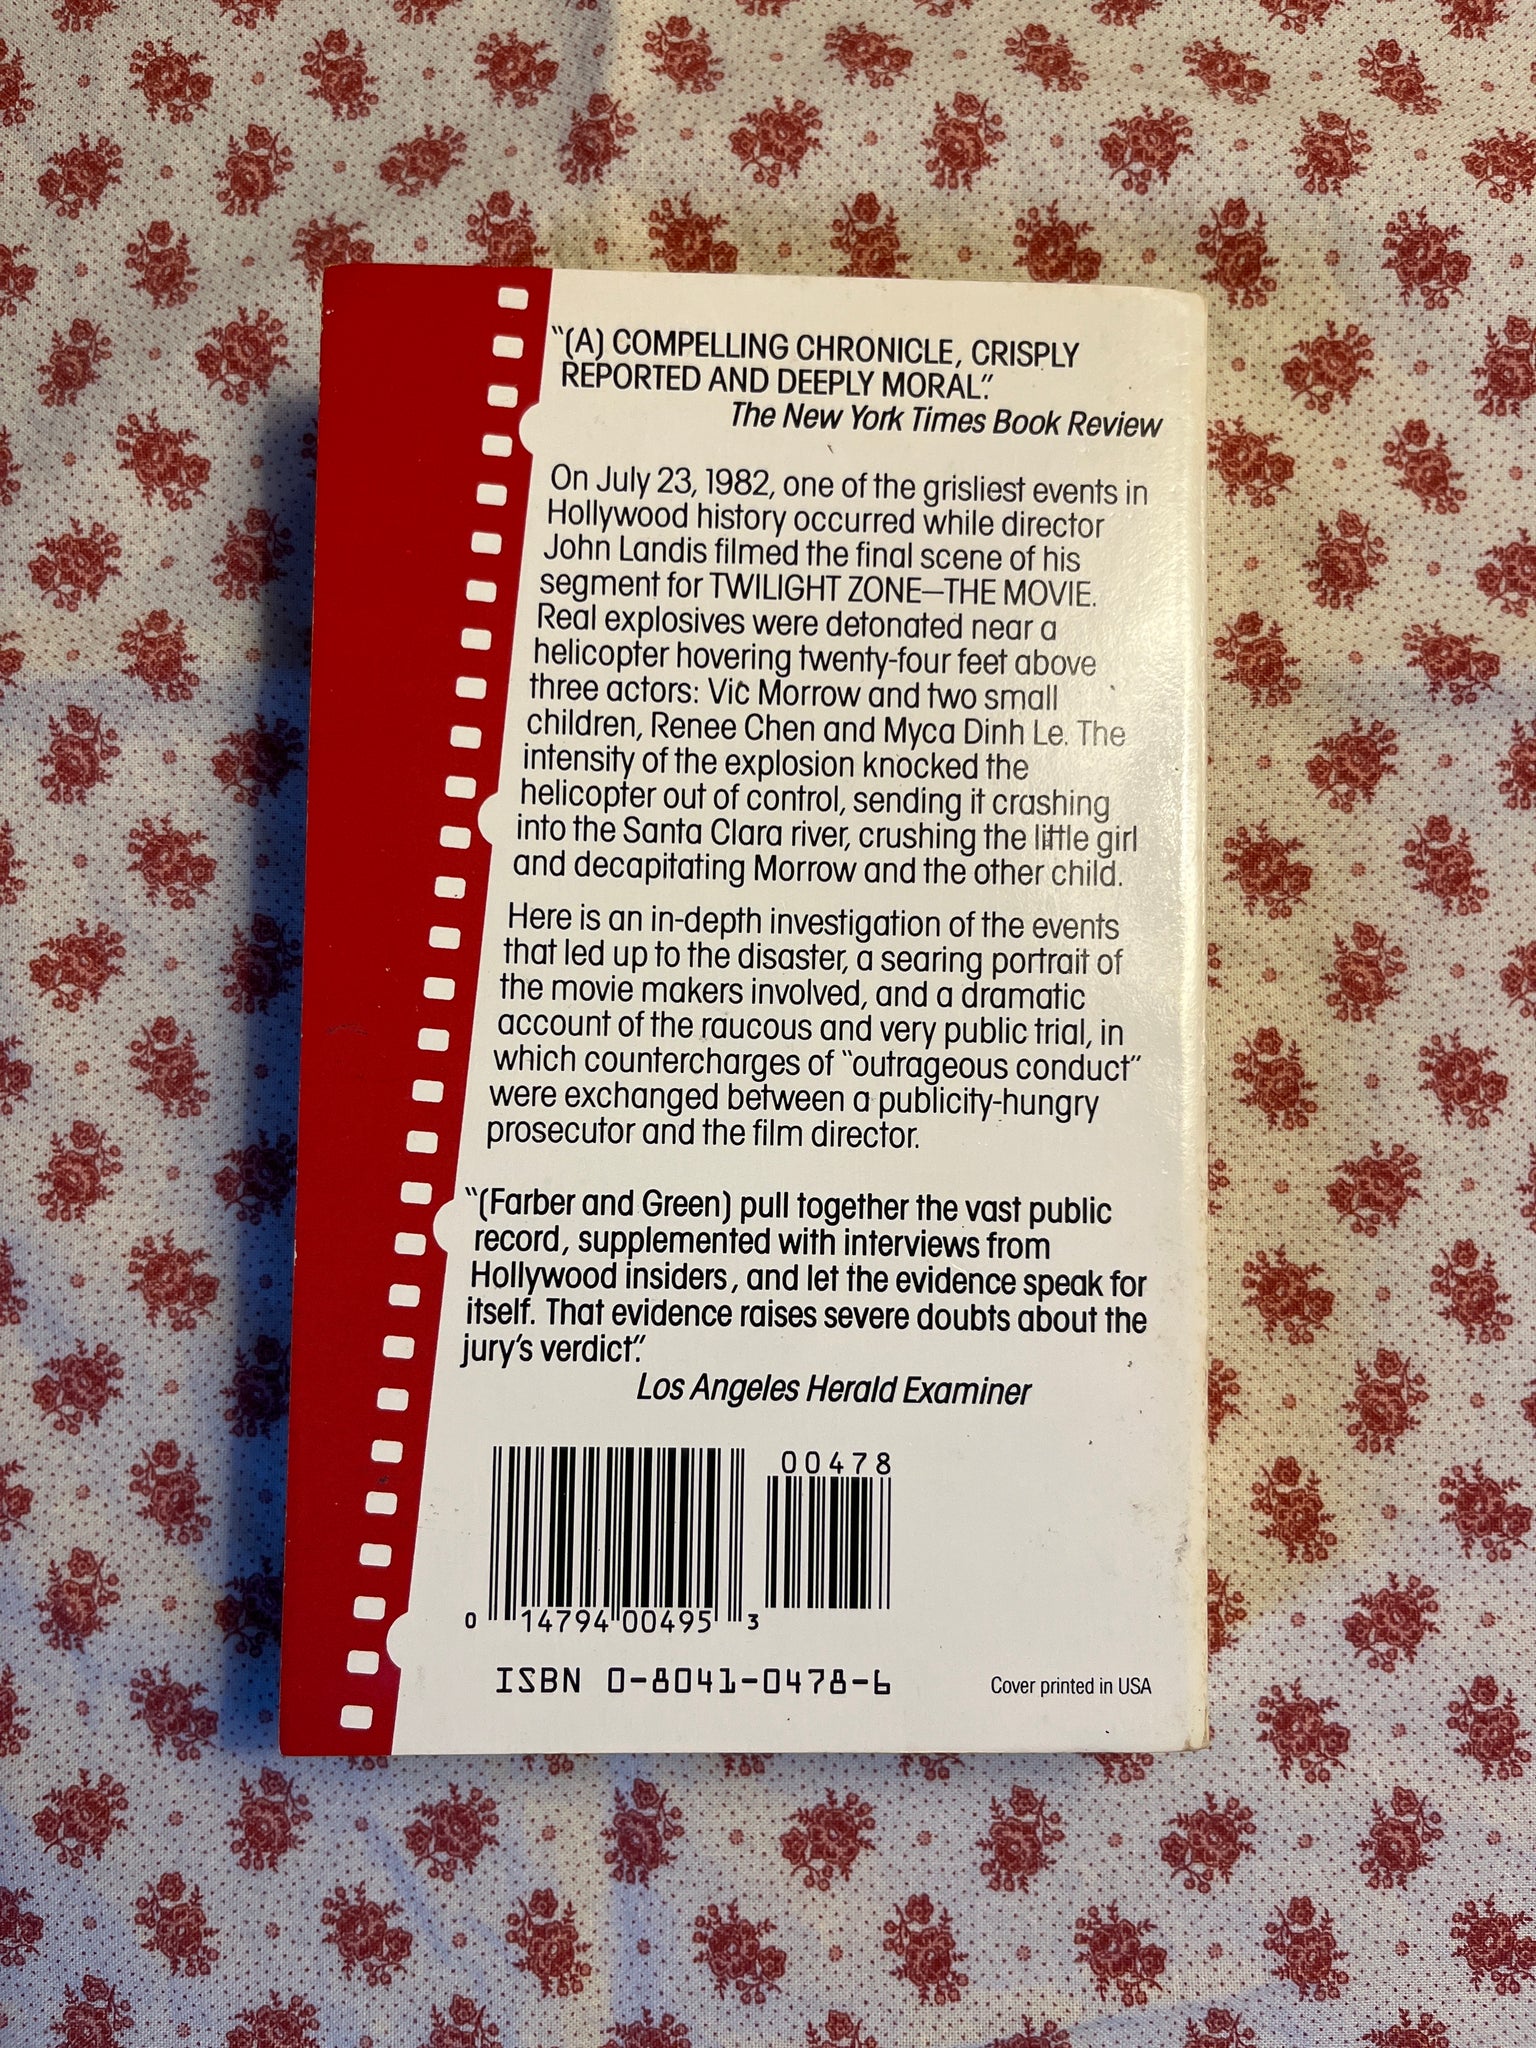 "(A) COMPELLING CHRONICLE, CRISPLY
REPORTED AND DEEPLY MORAL."
The New York Times Book Review
On July 23, 1982, one of the grisliest events in
Hollywood history occurred while director
John Landis filmed the final scene of his
segment for TWILIGHT ZONE—THE MOVIE.
Real explosives were detonated near a
helicopter hovering twenty-four feet above
three actors: Vic Morrow and two small
children, Renee Chen and Myca Dinh Le. The
intensity of the explosion knocked the
helicopter out of control, sending it crashing
into the Santa Clara river, crushing the little girl
and decapitating Morrow and the other child.
Here is an in-depth investigation of the events
that led up to the disaster, a searing portrait of
the movie makers involved, and a dramatic
account of the raucous and very public trial, in
which countercharges of "outrageous conduct"
were exchanged between a publicity-hungry
prosecutor and the film director.
"(Farber and Green) pull together the vast public
record, supplemented with interviews from
Hollywood insiders, and let the evidence speak for
itself. That evidence raises severe doubts about the
jury's verdict."
Los Angeles Herald Examiner
00478
0 14794 00495 3
ISBN 0-8041-0478-6
Cover printed in USA